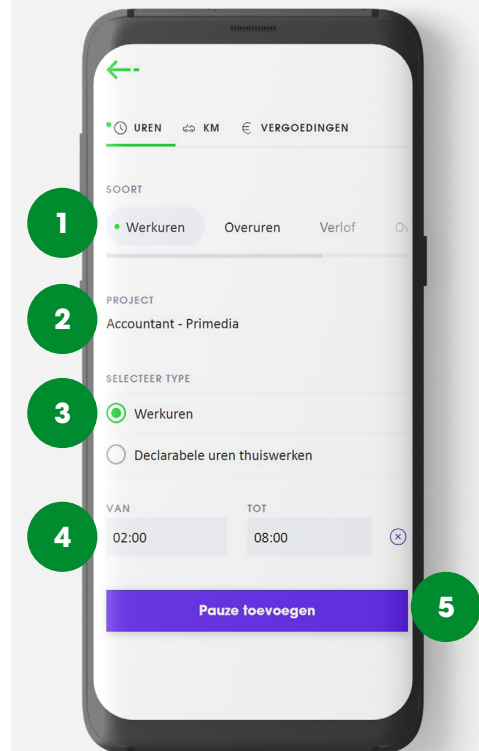 UREN KM € VERGOEDINGEN
SOORT
1 Werkuren Overuren Verlof
2 PROJECT
Accountant - Primedia
SELECTEER TYPE
3 Werkuren
Declarabele uren thuiswerken
VAN TOT
4 02:00 08:00
Pauze toevoegen 5